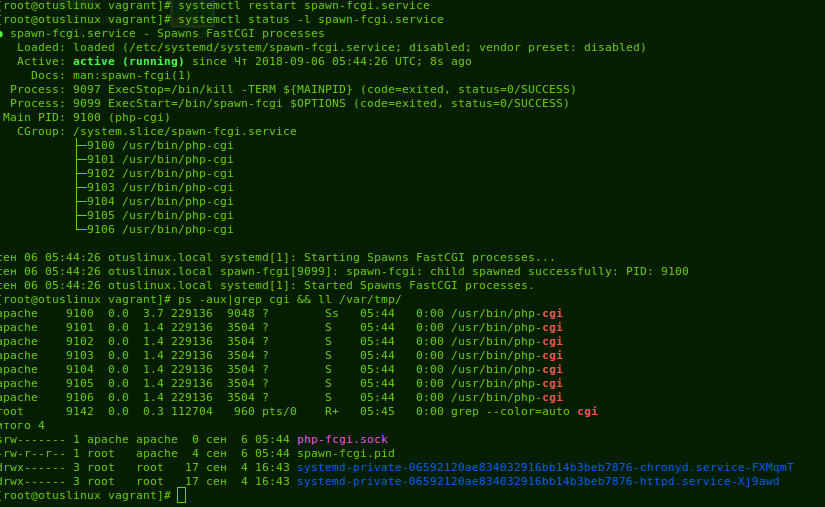 [root@otuslinux vagrant]# systemctl restart spawn-fcgi.service
[root@otuslinux vagrant]# systemctl status -l spawn-fcgi.service
● spawn-fcgi.service - Spawns FastCGI processes
Loaded: loaded (/etc/systemd/system/spawn-fcgi.service; disabled; vendor preset: disabled)
Active: active (running) since Чт 2018-09-06 05:44:26 UTC; 8s ago
Docs: man:spawn-fcgi(1)
Process: 9097 ExecStop=/bin/kill -TERM ${MAINPID} (code=exited, status=0/SUCCESS)
Process: 9099 ExecStart=/bin/spawn-fcgi $OPTIONS (code=exited, status=0/SUCCESS)
Main PID: 9100 (php-cgi)
CGroup: /system.slice/spawn-fcgi.service
├─9100 /usr/bin/php-cgi
├─9101 /usr/bin/php-cgi
├─9102 /usr/bin/php-cgi
├─9103 /usr/bin/php-cgi
├─9104 /usr/bin/php-cgi
├─9105 /usr/bin/php-cgi
└─9106 /usr/bin/php-cgi
сен 06 05:44:26 otuslinux.local systemd[1]: Starting Spawns FastCGI processes...
сен 06 05:44:26 otuslinux.local spawn-fcgi[9099]: spawn-fcgi: child spawned successfully: PID: 9100
сен 06 05:44:26 otuslinux.local systemd[1]: Started Spawns FastCGI processes.
[root@otuslinux vagrant]# ps -aux|grep cgi && ll /var/tmp/
apache 9100 0.0 3.7 229136 9048 ? Ss 05:44 0:00 /usr/bin/php-cgi
apache 9101 0.0 1.4 229136 3504 ? S 05:44 0:00 /usr/bin/php-cgi
apache 9102 0.0 1.4 229136 3504 ? S 05:44 0:00 /usr/bin/php-cgi
apache 9103 0.0 1.4 229136 3504 ? S 05:44 0:00 /usr/bin/php-cgi
apache 9104 0.0 1.4 229136 3504 ? S 05:44 0:00 /usr/bin/php-cgi
apache 9105 0.0 1.4 229136 3504 ? S 05:44 0:00 /usr/bin/php-cgi
apache 9106 0.0 1.4 229136 3504 ? S 05:44 0:00 /usr/bin/php-cgi
root 9142 0.0 0.3 112704 960 pts/0 R+ 05:45 0:00 grep --color=auto cgi
итого 4
srw------- 1 apache apache 0 сен 6 05:44 php-fcgi.sock
-rw-r--r-- 1 root apache 4 сен 6 05:44 spawn-fcgi.pid
drwx------ 3 root root 17 сен 4 16:43 systemd-private-06592120ae834032916bb14b3beb7876-chronyd.service-FXMqmT
drwx------ 3 root root 17 сен 4 16:43 systemd-private-06592120ae834032916bb14b3beb7876-httpd.service-Xj9awd
[root@otuslinux vagrant]#